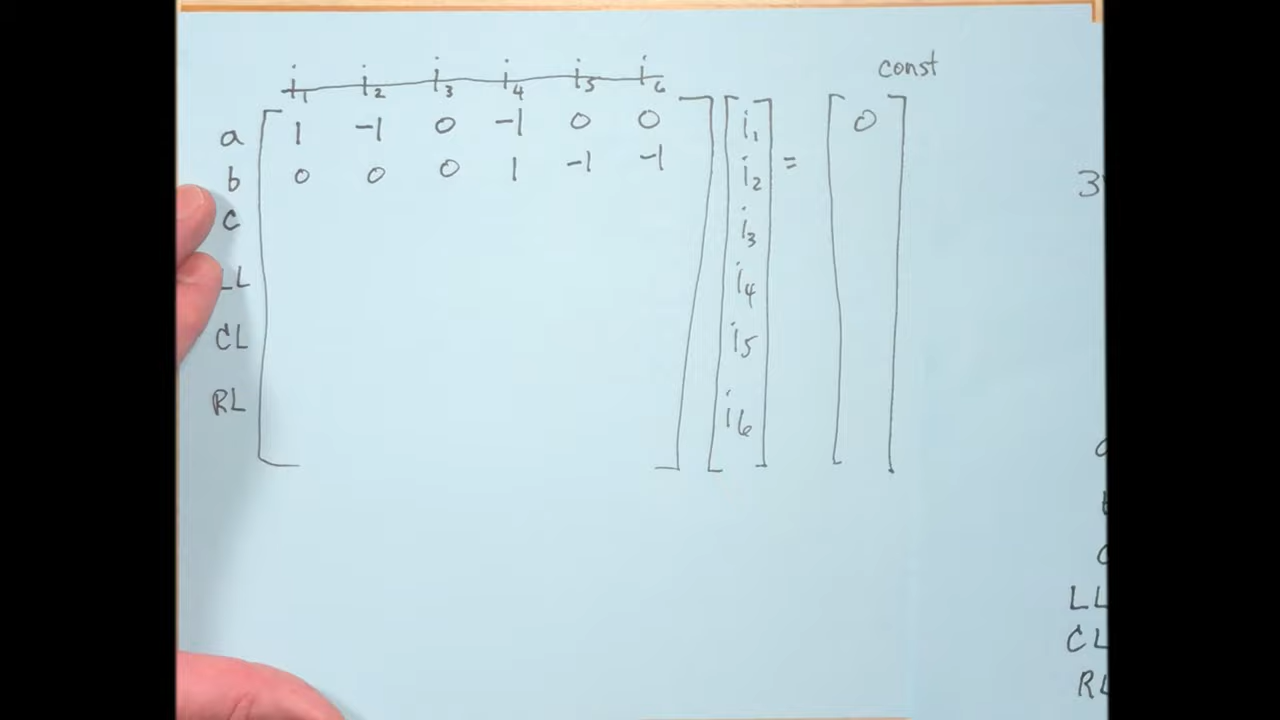 const
i₁ i₂ i₃ i₄ i₅ i₆
a 1 -1 0 -1 0 0 i₁ 0
b 0 0 0 1 -1 -1 i₂ =
c i₃
LL i₄
CL i₅
RL i₆
3
LL
CL